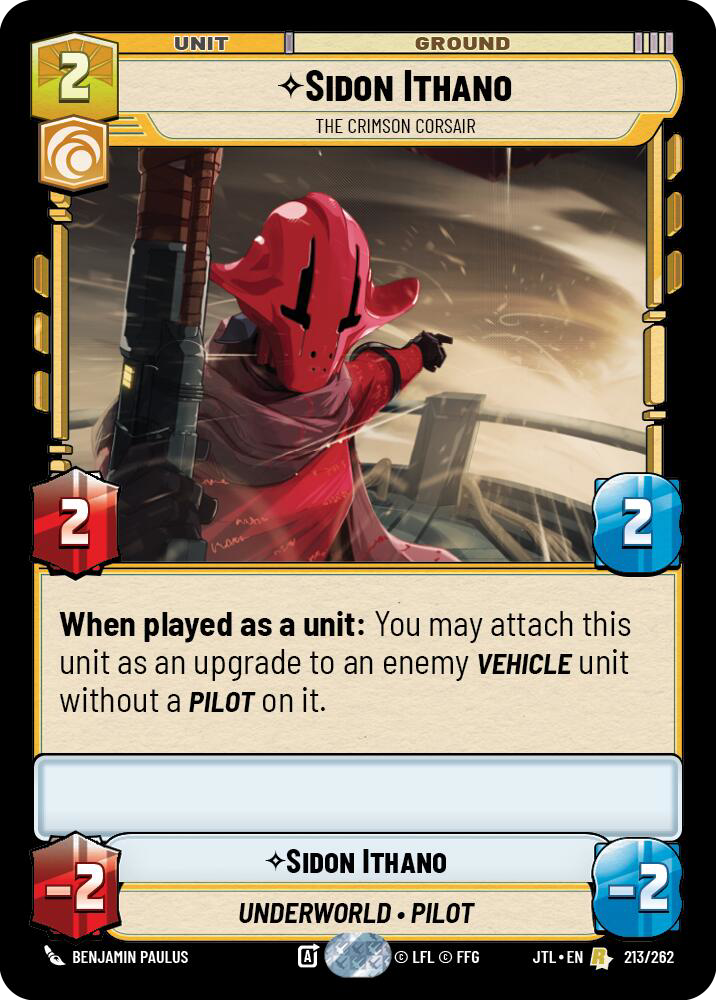 UNIT GROUND
2
✧SIDON ITHANO
THE CRIMSON CORSAIR
2
2
When played as a unit: You may attach this
unit as an upgrade to an enemy VEHICLE unit
without a PILOT on it.
✧SIDON ITHANO
-2
-2
UNDERWORLD • PILOT
BENJAMIN PAULUS A © LFL © FFG JTL • EN R 213/262